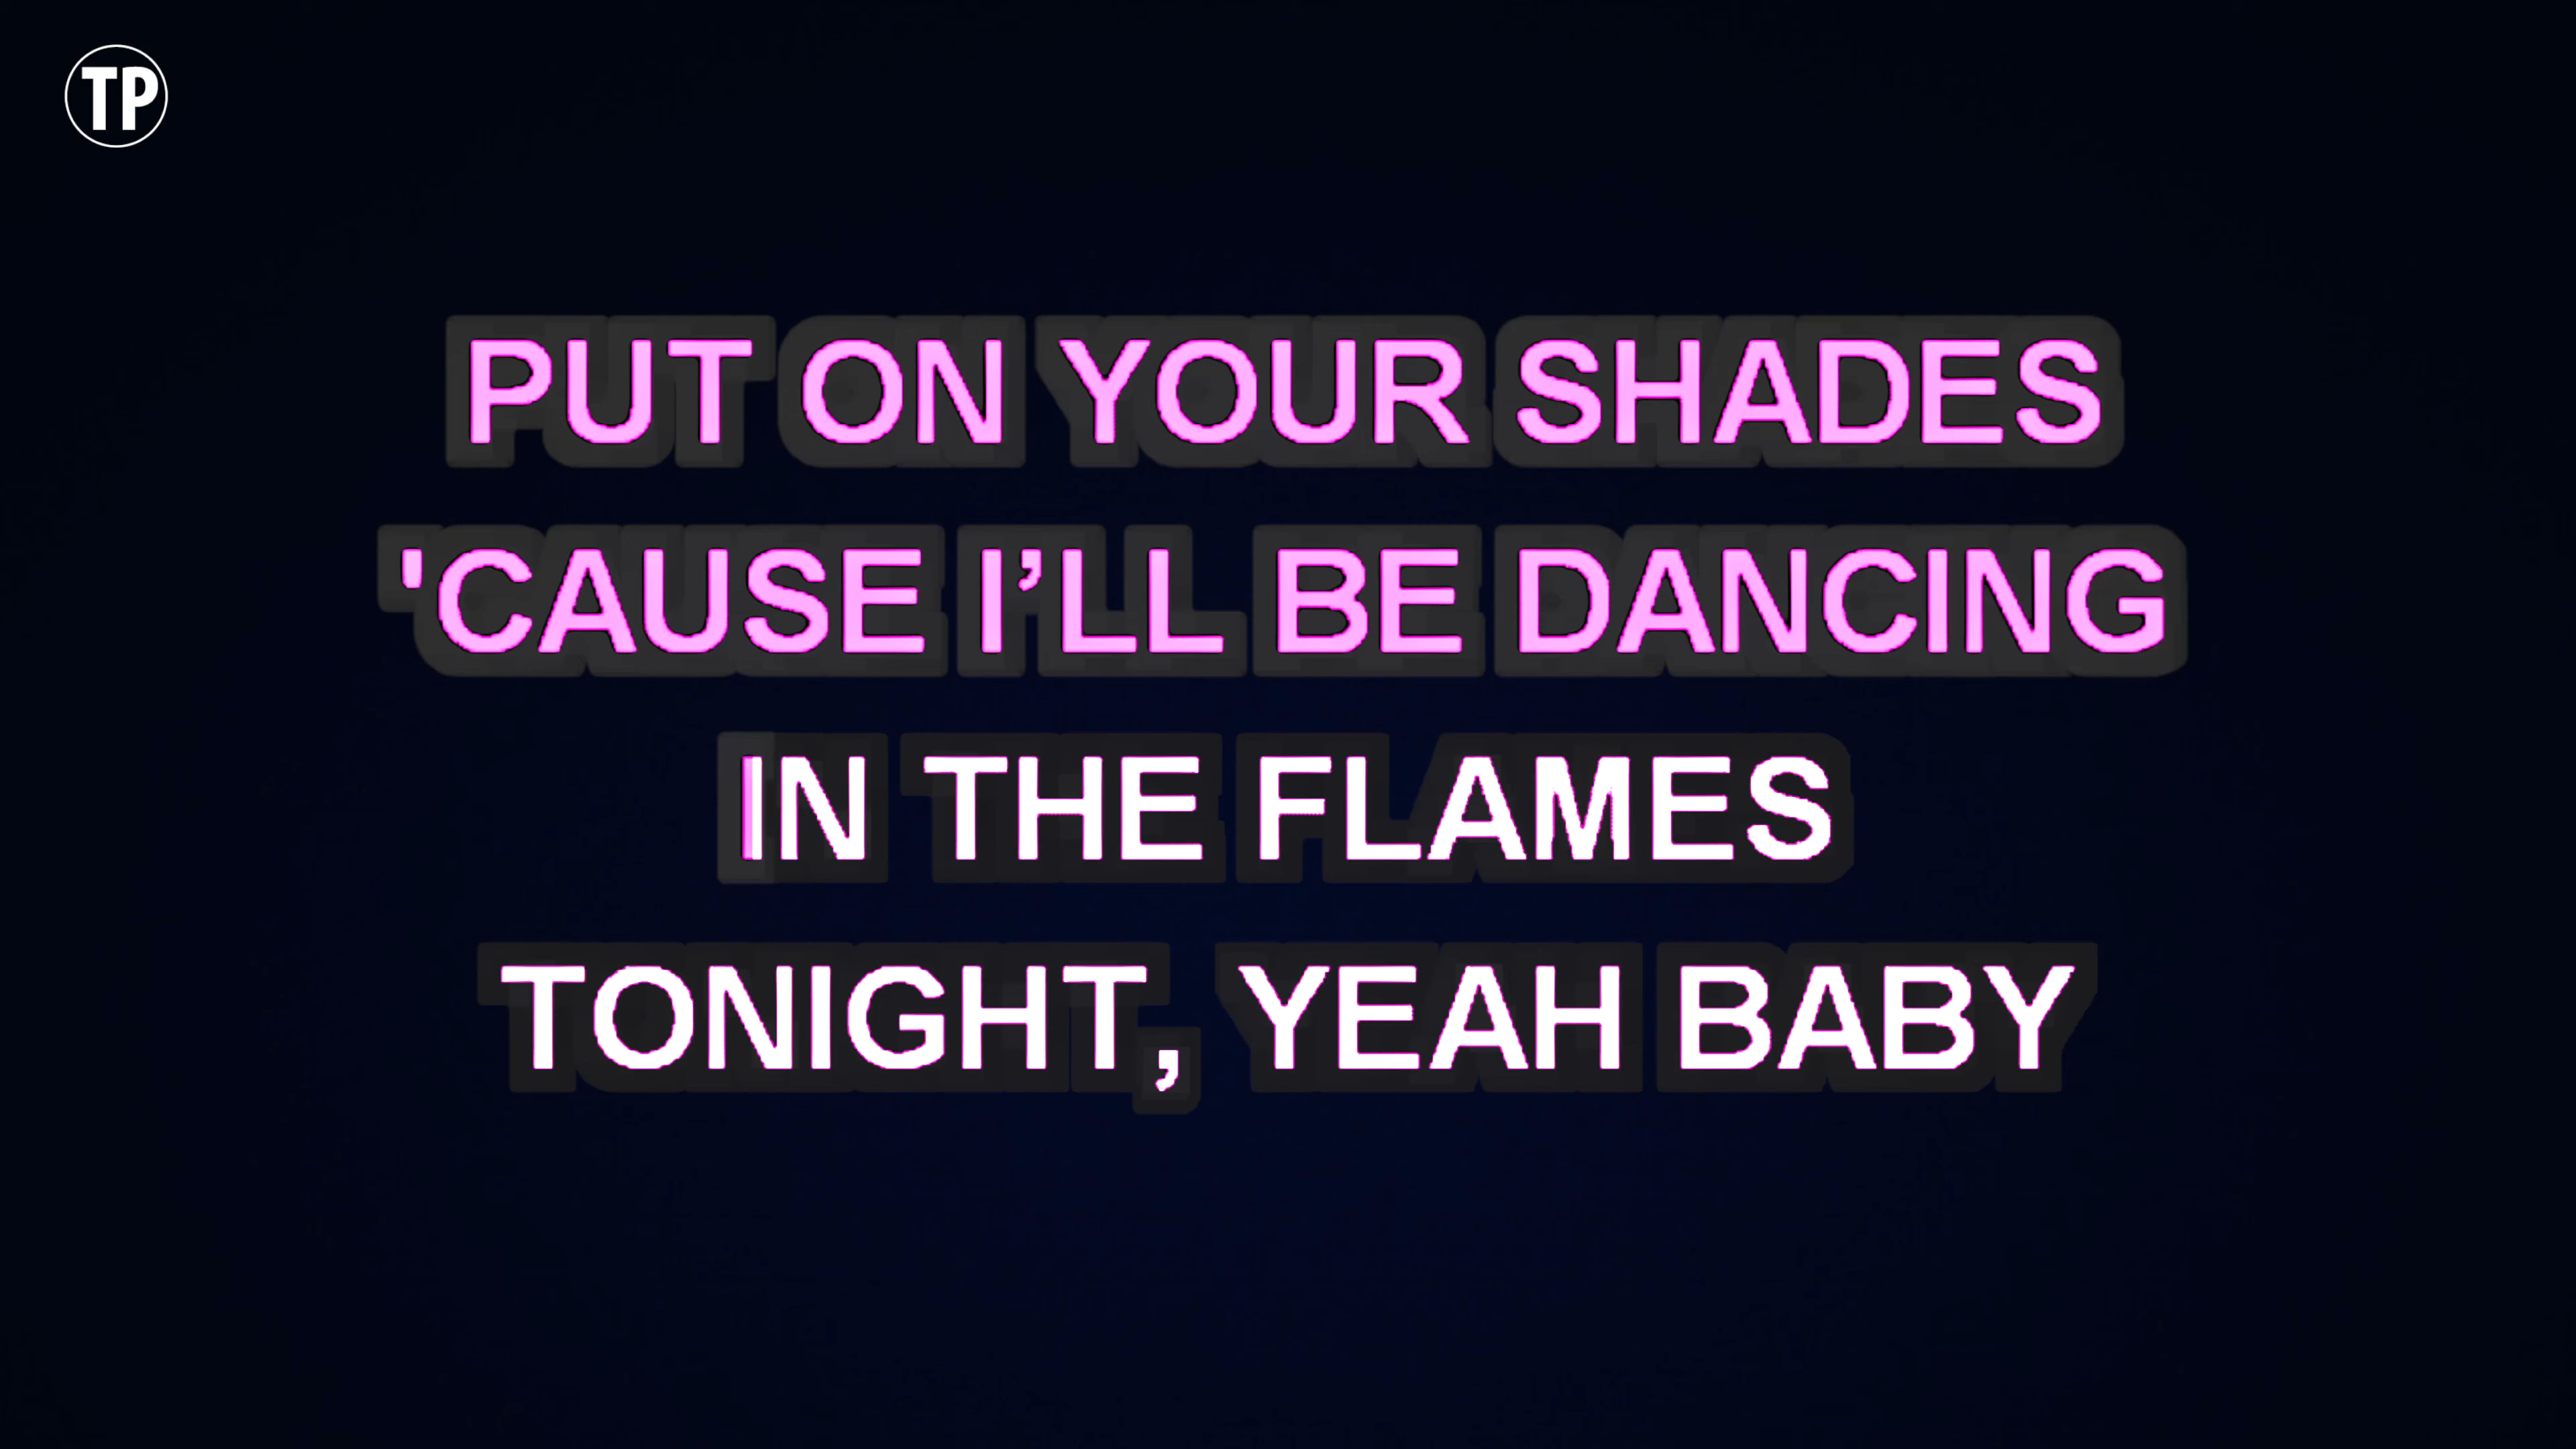 TP
PUT ON YOUR SHADES
'CAUSE I’LL BE DANCING
IN THE FLAMES
TONIGHT, YEAH BABY